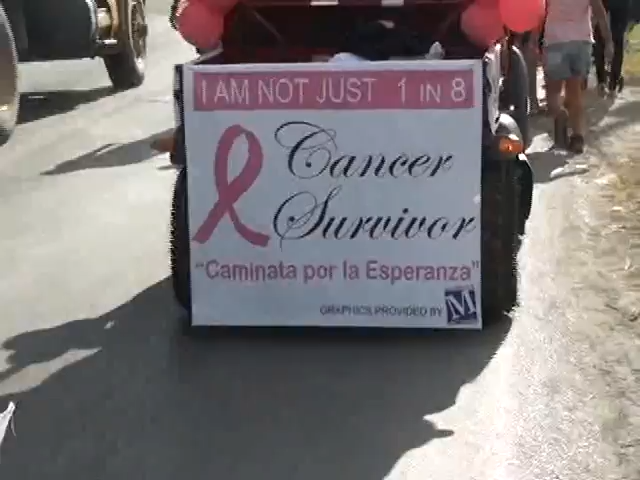 I AM NOT JUST 1 IN 8
Cancer
Survivor
"Caminata por la Esperanza"
GRAPHICS PROVIDED BY M